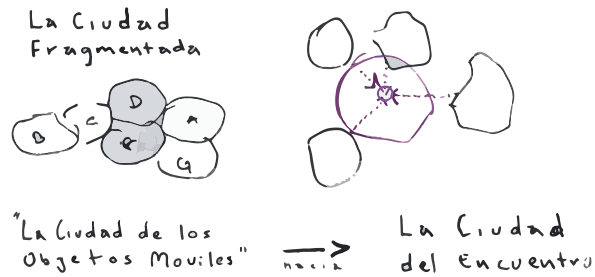 La Ciudad
Fragmentada
D
B
C
A
G
"La Ciudad de los
Objetos Moviles"
hacia
La Ciudad
del Encuentro